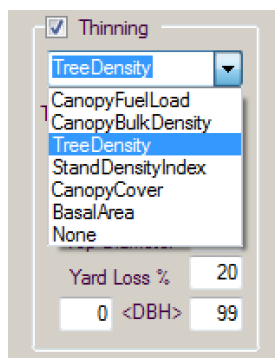 Thinning
TreeDensity
CanopyFuelLoad
CanopyBulkDensity
TreeDensity
StandDensityIndex
CanopyCover
BasalArea
None
Yard Loss % 20
0 <DBH> 99